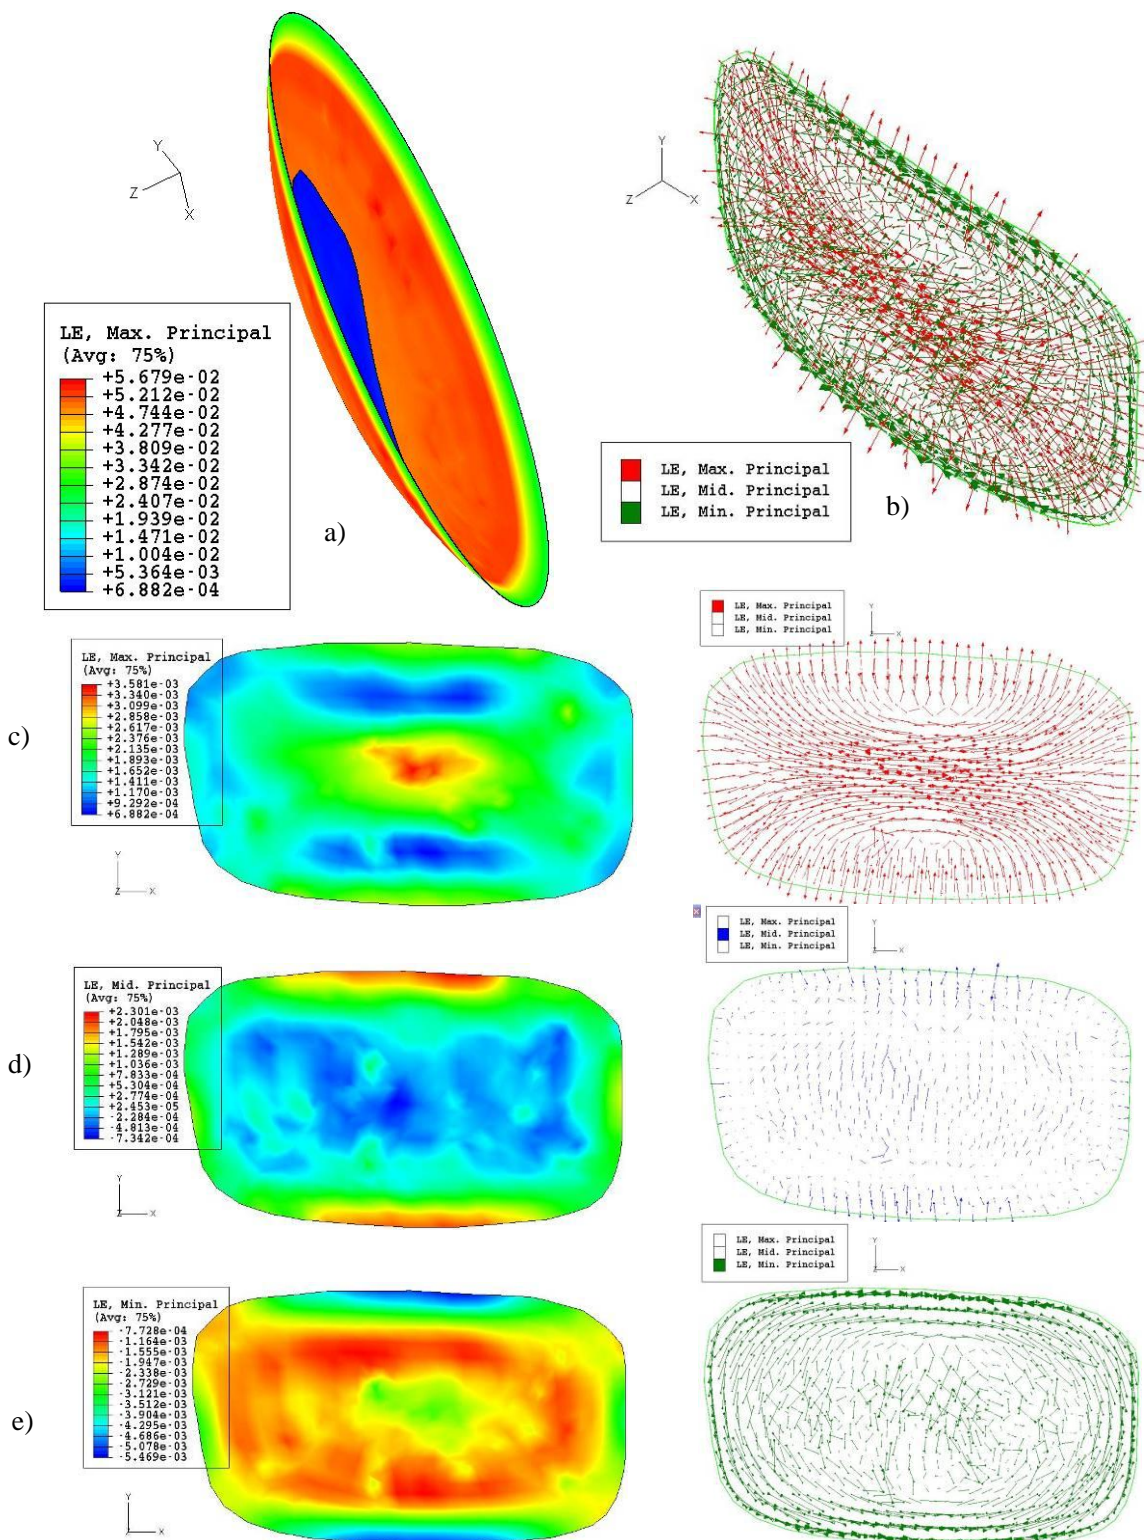 Y
Z
X
LE, Max. Principal
(Avg: 75%)
+5.679e-02
+5.212e-02
+4.744e-02
+4.277e-02
+3.809e-02
+3.342e-02
+2.874e-02
+2.407e-02
+1.939e-02
+1.471e-02
+1.004e-02
+5.364e-03
+6.882e-04
a)
Y
Z
X
LE, Max. Principal
LE, Mid. Principal
LE, Min. Principal
b)
c)
LE, Max. Principal
(Avg: 75%)
+3.581e-03
+3.340e-03
+3.099e-03
+2.858e-03
+2.617e-03
+2.376e-03
+2.135e-03
+1.893e-03
+1.652e-03
+1.411e-03
+1.170e-03
+9.292e-04
+6.882e-04
Y
Z
X
LE, Max. Principal
LE, Mid. Principal
LE, Min. Principal
Y
Z
X
d)
LE, Mid. Principal
(Avg: 75%)
+2.301e-03
+2.048e-03
+1.795e-03
+1.542e-03
+1.289e-03
+1.036e-03
+7.833e-04
+5.304e-04
+2.774e-04
+2.453e-05
-2.284e-04
-4.813e-04
-7.342e-04
Y
Z
X
LE, Max. Principal
LE, Mid. Principal
LE, Min. Principal
Y
Z
X
e)
LE, Min. Principal
(Avg: 75%)
-7.728e-04
-1.164e-03
-1.555e-03
-1.947e-03
-2.338e-03
-2.729e-03
-3.121e-03
-3.512e-03
-3.904e-03
-4.295e-03
-4.686e-03
-5.078e-03
-5.469e-03
Y
Z
X
LE, Max. Principal
LE, Mid. Principal
LE, Min. Principal
Y
Z
X